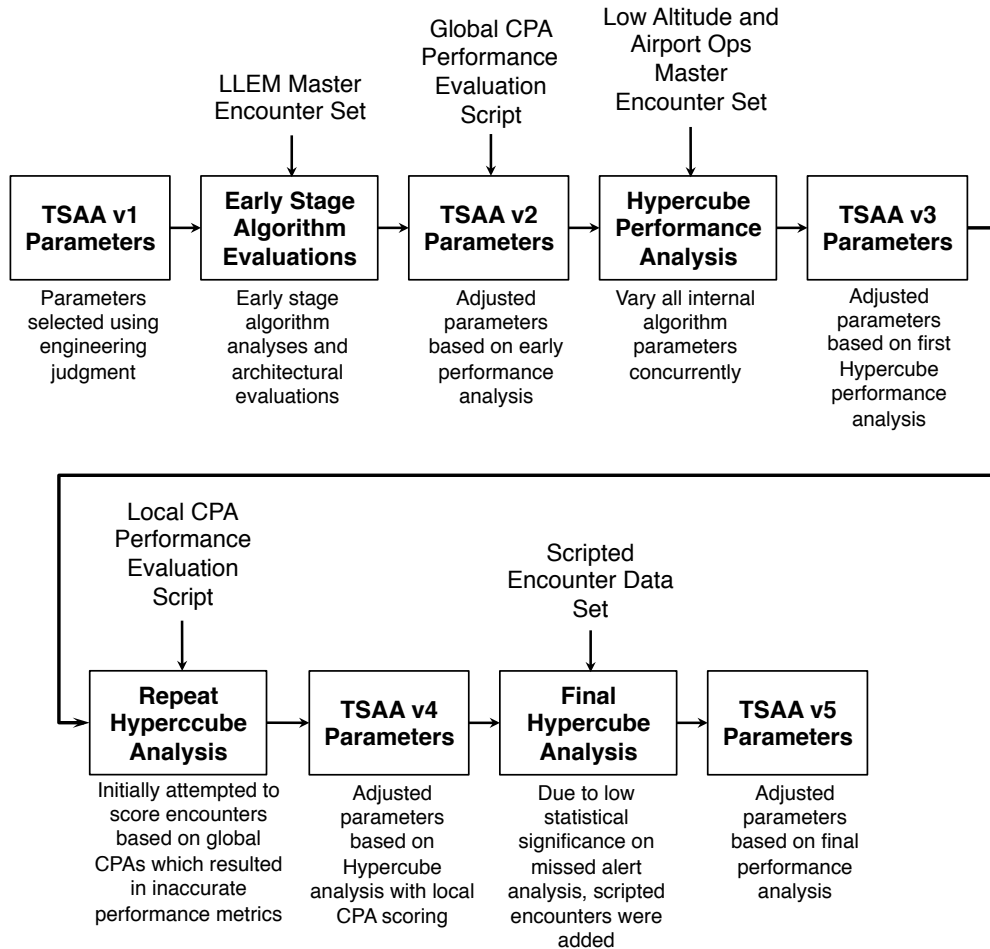 LLEM Master
Encounter Set
Global CPA
Performance
Evaluation
Script
Low Altitude and
Airport Ops
Master
Encounter Set
TSAA v1
Parameters
Early Stage
Algorithm
Evaluations
TSAA v2
Parameters
Hypercube
Performance
Analysis
TSAA v3
Parameters
Parameters
selected using
engineering
judgment
Early stage
algorithm
analyses and
architectural
evaluations
Adjusted
parameters
based on early
performance
analysis
Vary all internal
algorithm
parameters
concurrently
Adjusted
parameters
based on first
Hypercube
performance
analysis
Local CPA
Performance
Evaluation
Script
Scripted
Encounter Data
Set
Repeat
Hyperccube
Analysis
TSAA v4
Parameters
Final
Hypercube
Analysis
TSAA v5
Parameters
Initially attempted to
score encounters
based on global
CPAs which resulted
in inaccurate
performance metrics
Adjusted
parameters
based on
Hypercube
analysis with local
CPA scoring
Due to low
statistical
significance on
missed alert
analysis, scripted
encounters were
added
Adjusted
parameters
based on final
performance
analysis